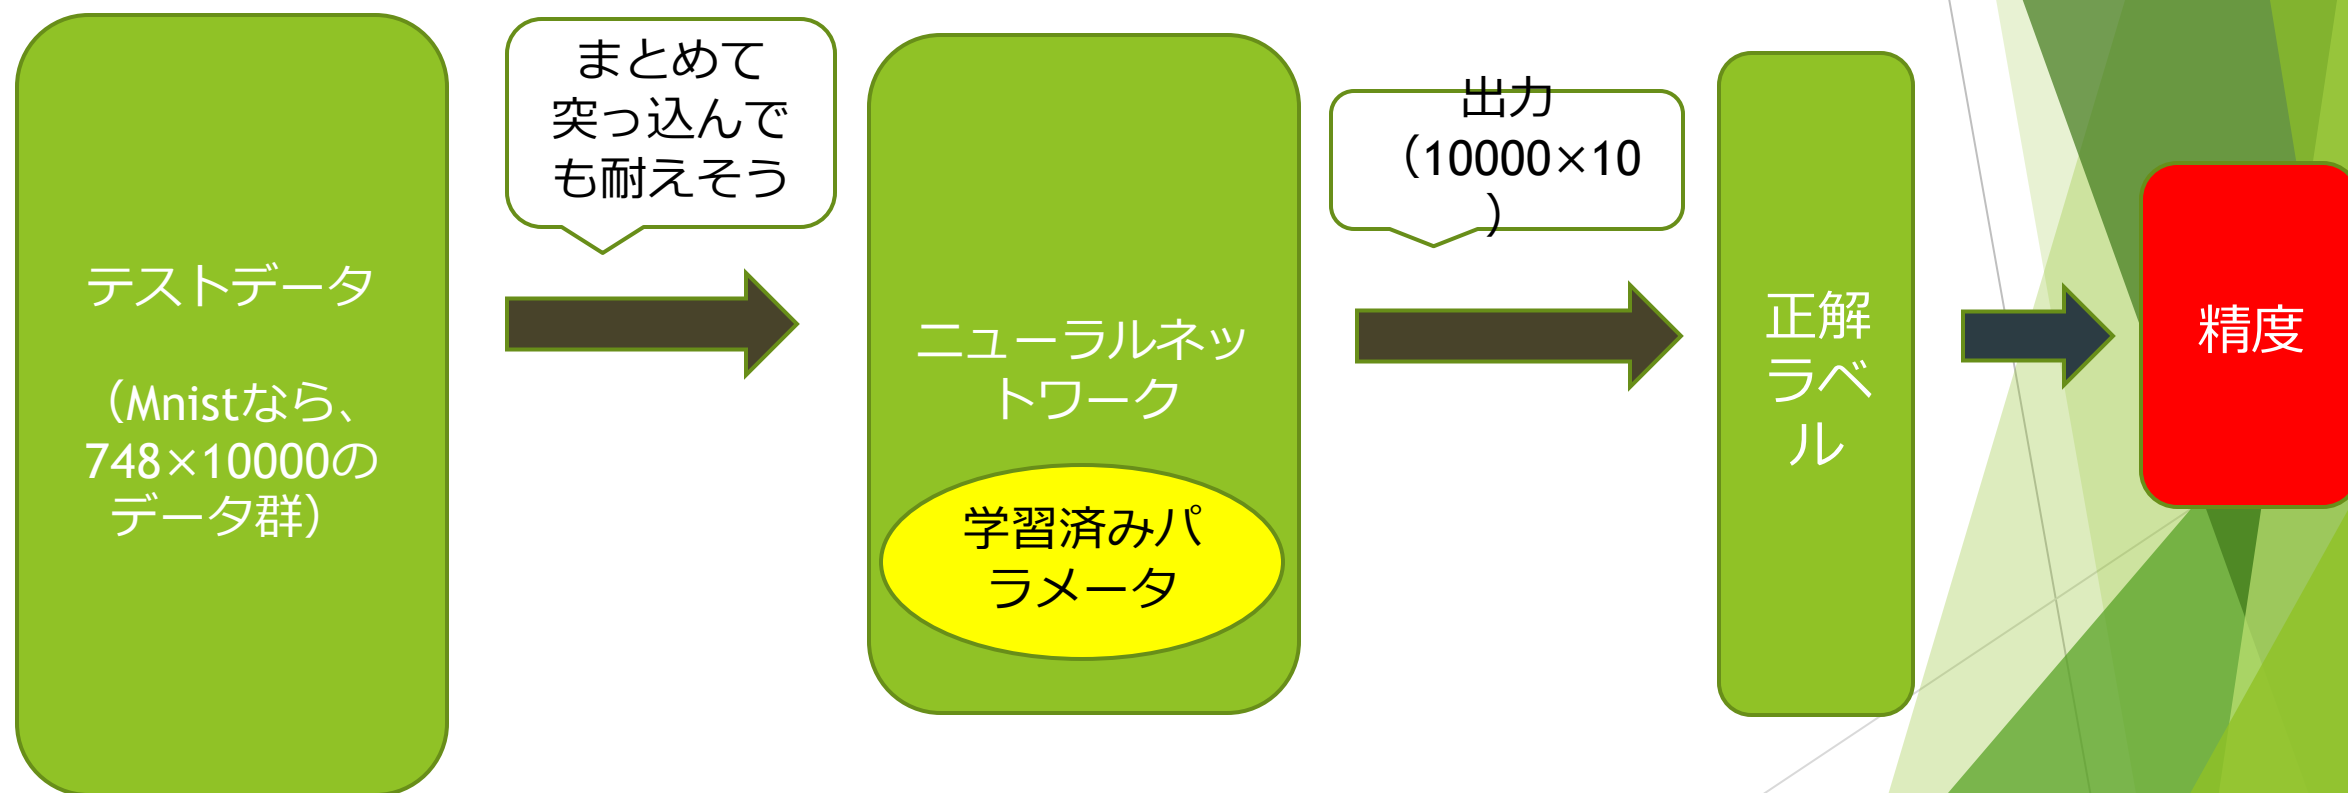 テストデータ
（Mnistなら、
748×10000の
データ群）
まとめて
突っ込んで
も耐えそう
ニューラルネッ
トワーク
学習済みパ
ラメータ
出力
（10000×10
）
正解
ラベ
ル
精度